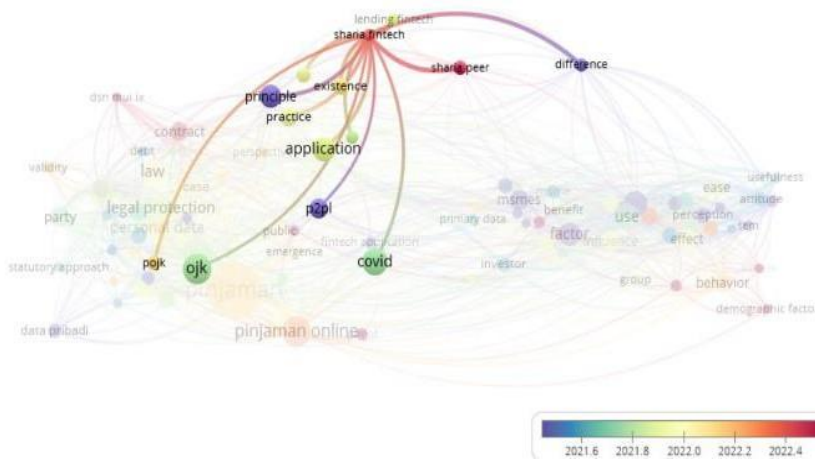 lending fintech
sharia fintech
sharia peer
difference
principle
existence
practice
dsn mui ix
contract
application
debt
validity
law
ease
legal protection
personal data
party
p2pl
public
emergence
fintech application
msmes
primary data
benefit
factor
influence
use
ease
usefulness
attitude
perception
sem
effect
statutory approach
pojk
ojk
covid
investor
group
behavior
demographic facto
pinjaman
data pribadi
pinjaman online
2021.6 2021.8 2022.0 2022.2 2022.4